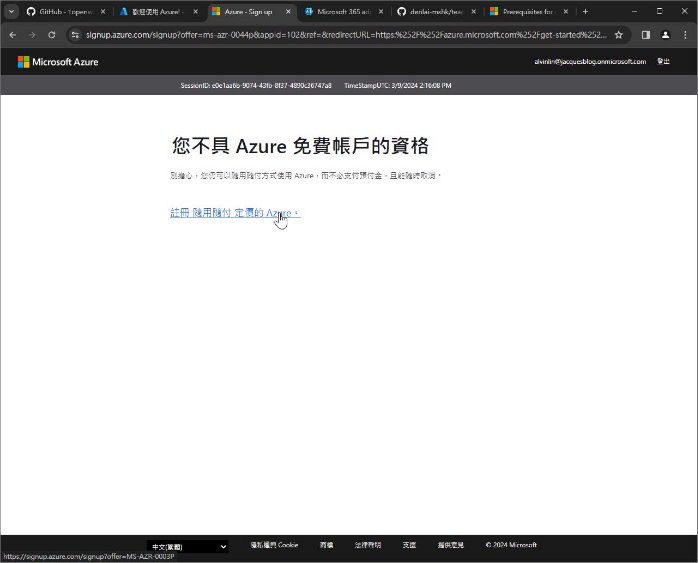 GitHub - 1openwi
歡迎使用 Azure! -
Azure - Sign up
Microsoft 365 adi
denlai-mshk/teac
Prerequisites for
signup.azure.com/signup?offer=ms-azr-0044p&appid=102&ref=&redirectURL=https:%252F%252Fazure.microsoft.com%252Fget-started%252...
Microsoft Azure
alvinlin@jacquesblog.onmicrosoft.com 登出
SessionID: e0e1aa6b-9074-43fb-8f37-4890c36747a8 TimeStampUTC: 3/9/2024 2:16:08 PM
您不具 Azure 免費帳戶的資格
別擔心，您仍可以隨用隨付方式使用 Azure，而不必支付預付金，且能隨時取消。
註冊 隨用隨付 定價的 Azure。
中文(繁體) 隱私權與 Cookie 商標 法律聲明 支援 提供意見 © 2024 Microsoft
https://signup.azure.com/signup?offer=MS-AZR-0003P